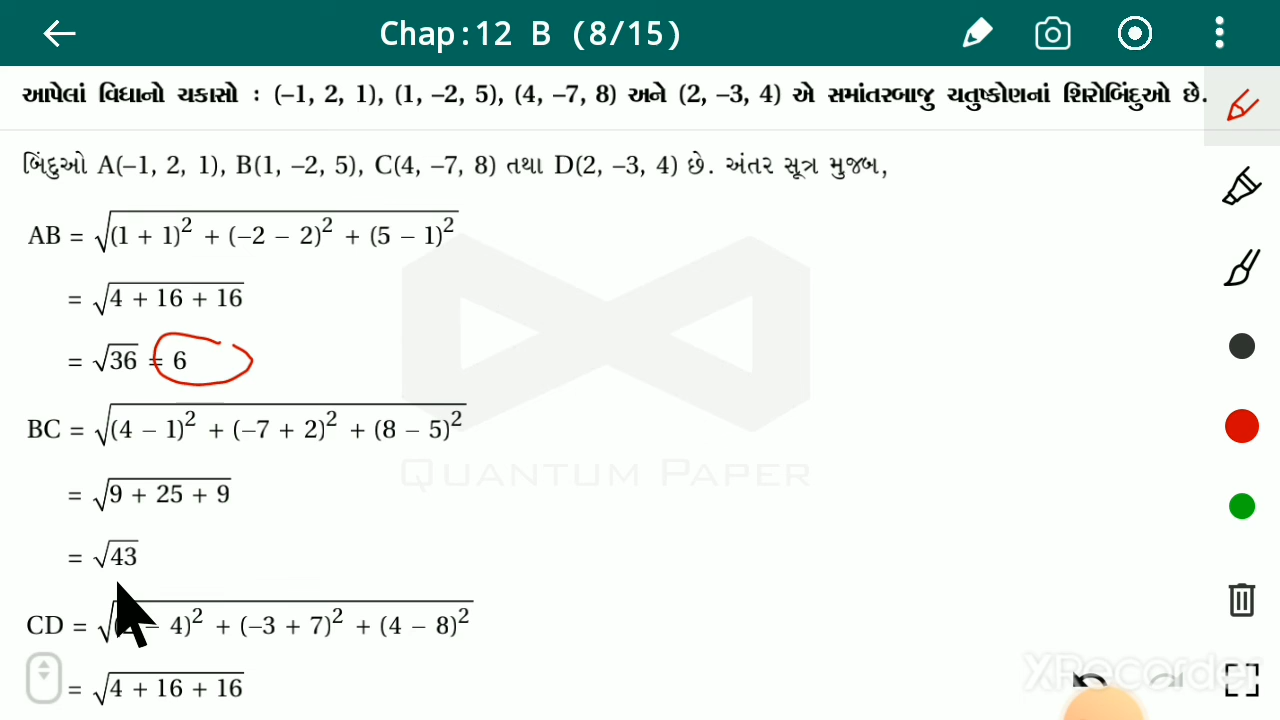 Chap:12 B (8/15)
આપેલાં વિધાનો ચકાસો : (–1, 2, 1), (1, –2, 5), (4, –7, 8) અને (2, –3, 4) એ સમાંતરબાજુ ચતુષ્કોણનાં શિરોબિંદુઓ છે.
બિંદુઓ A(–1, 2, 1), B(1, –2, 5), C(4, –7, 8) તથા D(2, –3, 4) છે. અંતર સૂત્ર મુજબ,
AB = √(1 + 1)² + (–2 – 2)² + (5 – 1)²
= √4 + 16 + 16
= √36 = 6
BC = √(4 – 1)² + (–7 + 2)² + (8 – 5)²
= √9 + 25 + 9
= √43
CD = √(2 – 4)² + (–3 + 7)² + (4 – 8)²
= √4 + 16 + 16
QUANTUM PAPER
XRecorder